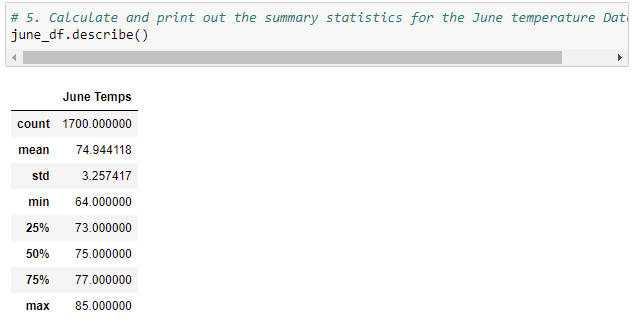 # 5. Calculate and print out the summary statistics for the June temperature
june_df.describe()
June Temps
count 1700.000000
mean 74.944118
std 3.257417
min 64.000000
25% 73.000000
50% 75.000000
75% 77.000000
max 85.000000